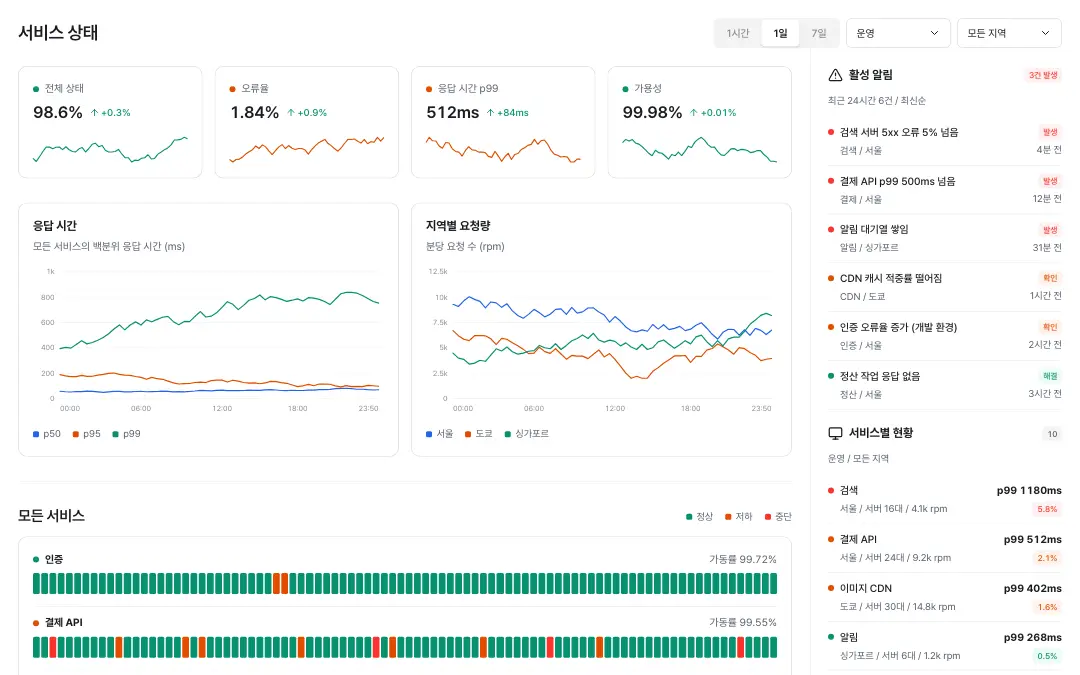 서비스 상태
1시간 1일 7일 운영 모든 지역
전체 상태
98.6% ↑ +0.3%
오류율
1.84% ↑ +0.9%
응답 시간 p99
512ms ↑ +84ms
가용성
99.98% ↑ +0.01%
응답 시간
모든 서비스의 백분위 응답 시간 (ms)
1k
800
600
400
200
0
00:00 06:00 12:00 18:00 23:50
p50 p95 p99
지역별 요청량
분당 요청 수 (rpm)
12.5k
10k
7.5k
5k
2.5k
0
00:00 06:00 12:00 18:00 23:50
서울 도쿄 싱가포르
모든 서비스
정상 저하 중단
인증 가동률 99.72%
결제 API 가동률 99.55%
활성 알림 3건 발생
최근 24시간 6건 / 최신순
검색 서버 5xx 오류 5% 넘음 발생
검색 / 서울 4분 전
결제 API p99 500ms 넘음 발생
결제 / 서울 12분 전
알림 대기열 쌓임 발생
알림 / 싱가포르 31분 전
CDN 캐시 적중률 떨어짐 확인
CDN / 도쿄 1시간 전
인증 오류율 증가 (개발 환경) 확인
인증 / 서울 2시간 전
정산 작업 응답 없음 해결
정산 / 서울 3시간 전
서비스별 현황 10
운영 / 모든 지역
검색 p99 1180ms
서울 / 서버 16대 / 4.1k rpm 5.8%
결제 API p99 512ms
서울 / 서버 24대 / 9.2k rpm 2.1%
이미지 CDN p99 402ms
도쿄 / 서버 30대 / 14.8k rpm 1.6%
알림 p99 268ms
싱가포르 / 서버 6대 / 1.2k rpm 0.5%